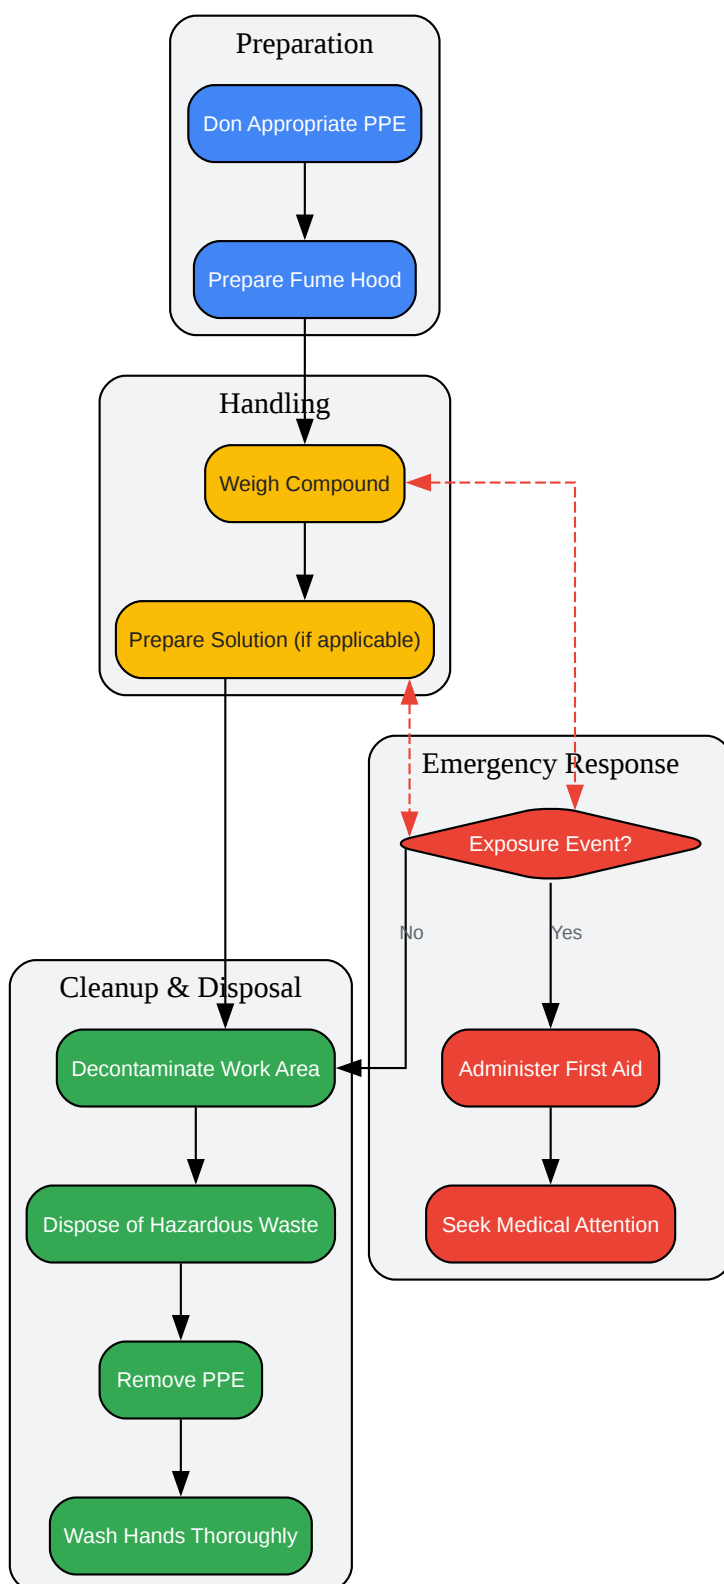 Preparation
Don Appropriate PPE
Prepare Fume Hood
Handling
Weigh Compound
Prepare Solution (if applicable)
Emergency Response
Exposure Event?
No
Yes
Cleanup & Disposal
Decontaminate Work Area
Administer First Aid
Dispose of Hazardous Waste
Seek Medical Attention
Remove PPE
Wash Hands Thoroughly